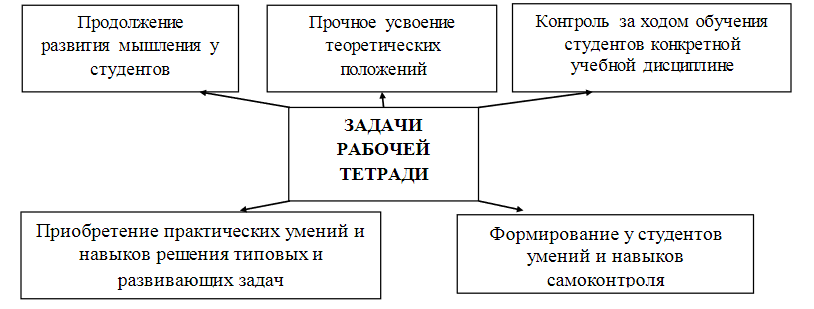 Продолжение
развития мышления у
студентов
Прочное усвоение
теоретических
положений
Контроль за ходом обучения
студентов конкретной
учебной дисциплине
ЗАДАЧИ
РАБОЧЕЙ
ТЕТРАДИ
Приобретение практических умений и
навыков решения типовых и
развивающих задач
Формирование у студентов
умений и навыков
самоконтроля